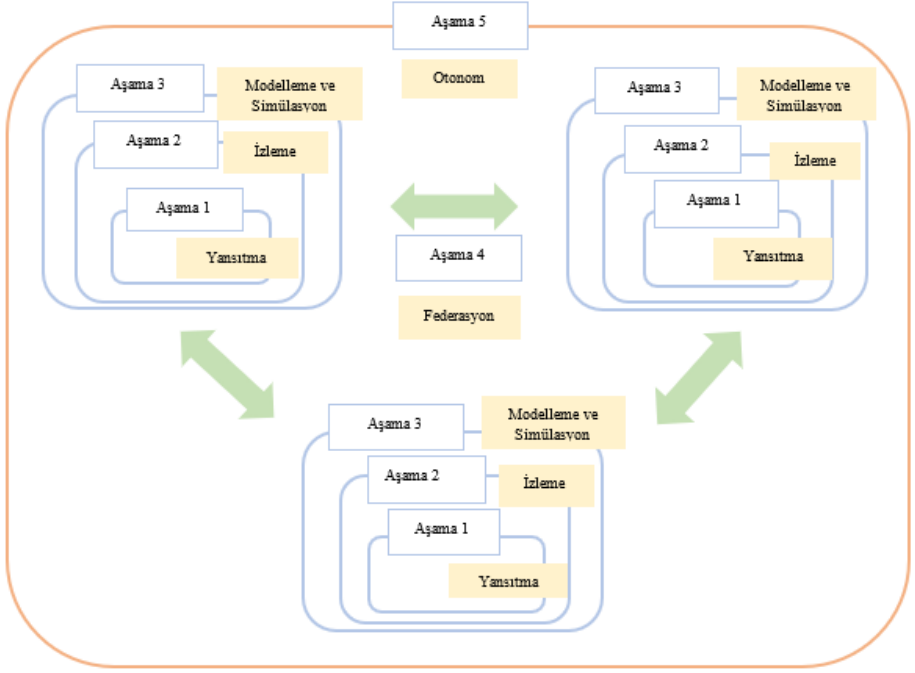 Aşama 5
Otonom
Aşama 3
Modelleme ve
Simülasyon
Aşama 2
İzleme
Aşama 1
Yansıtma
Aşama 3
Modelleme ve
Simülasyon
Aşama 2
İzleme
Aşama 1
Yansıtma
Aşama 4
Federasyon
Aşama 3
Modelleme ve
Simülasyon
Aşama 2
İzleme
Aşama 1
Yansıtma